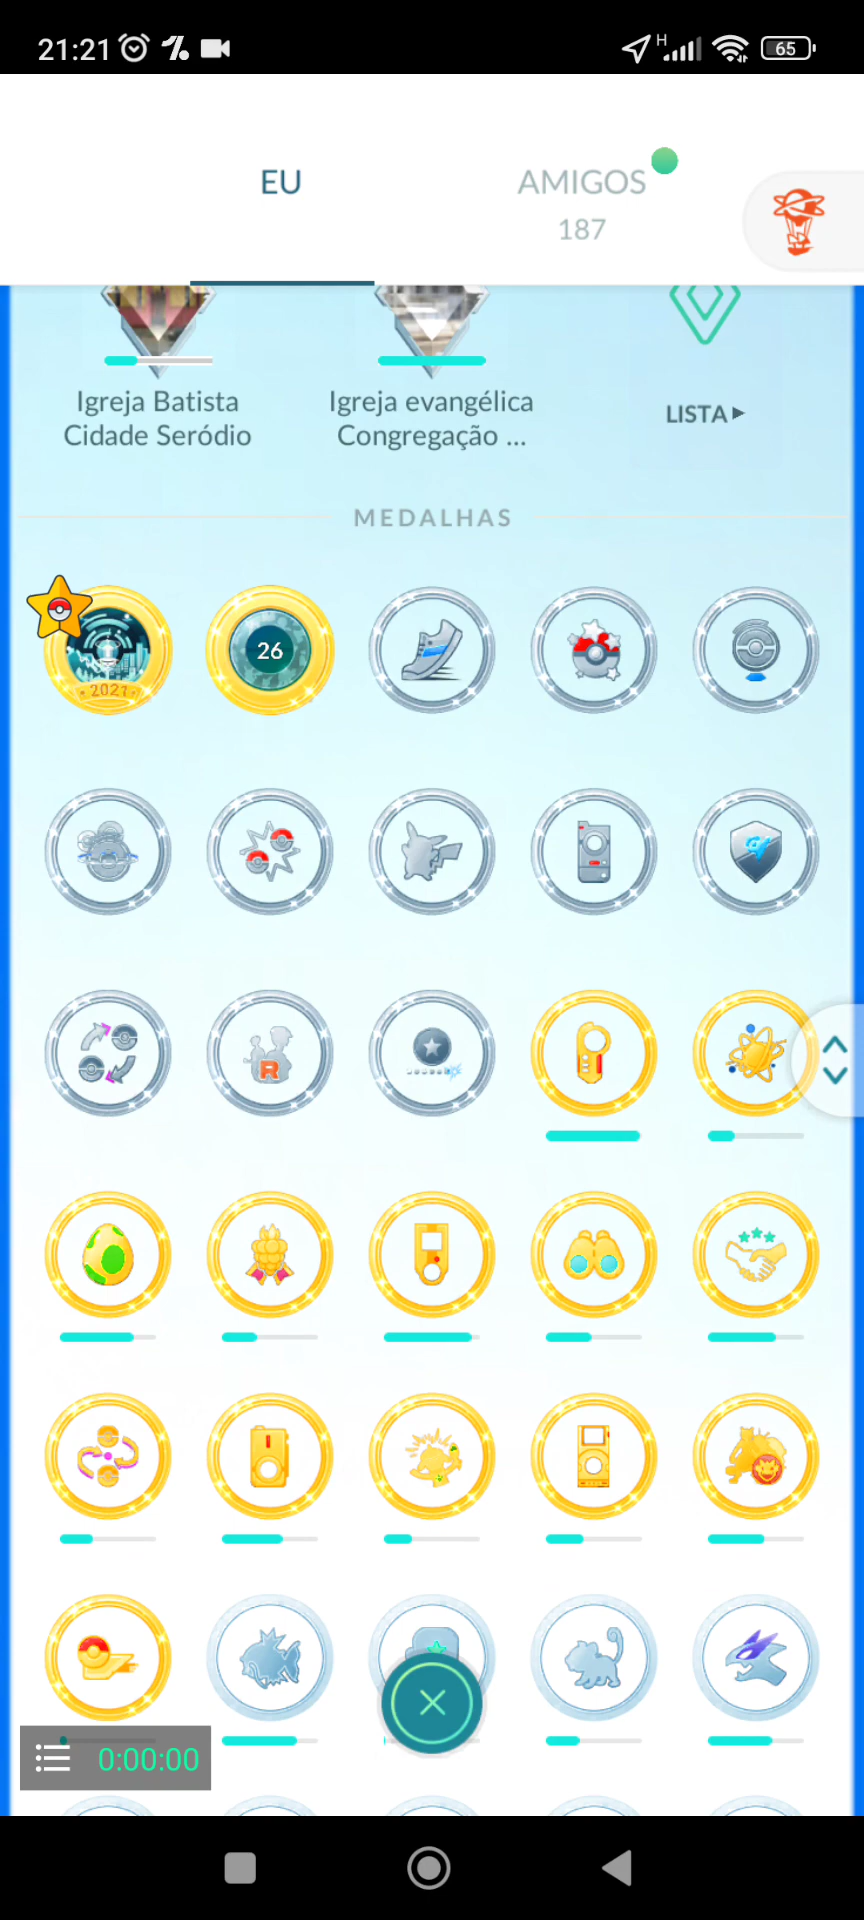 21:21
H
65
EU
AMIGOS
187
Igreja Batista
Cidade Seródio
Igreja evangélica
Congregação ...
LISTA
MEDALHAS
2021
26
R
0:00:00